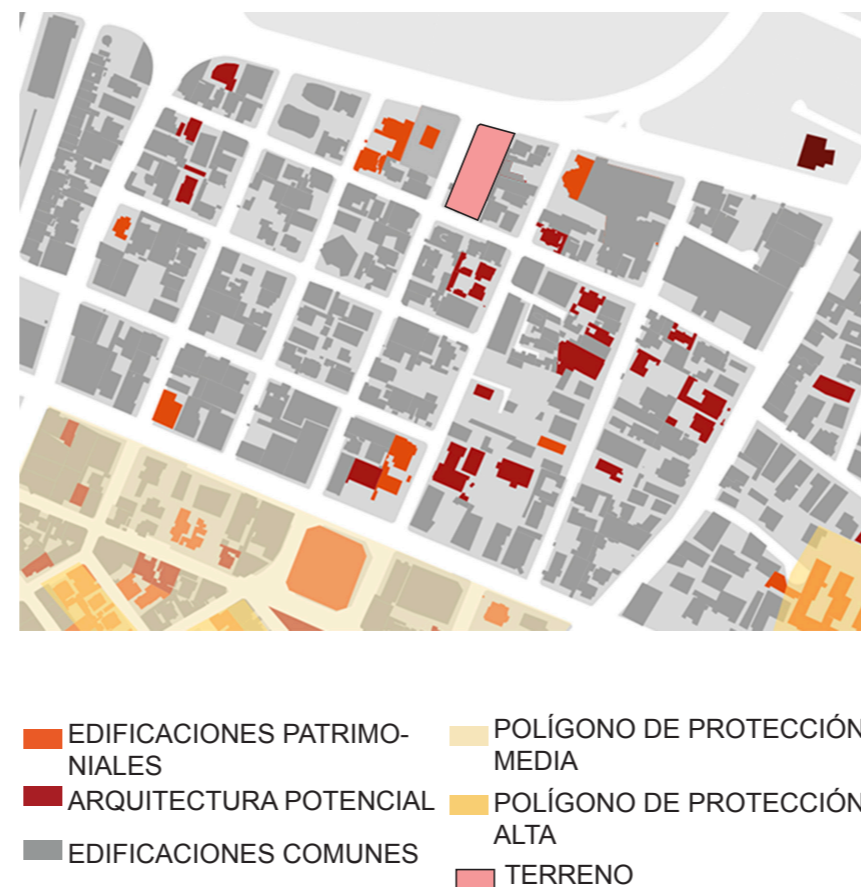 EDIFICACIONES PATRIMO-
NIALES
ARQUITECTURA POTENCIAL
EDIFICACIONES COMUNES
POLÍGONO DE PROTECCIÓN
MEDIA
POLÍGONO DE PROTECCIÓN
ALTA
TERRENO